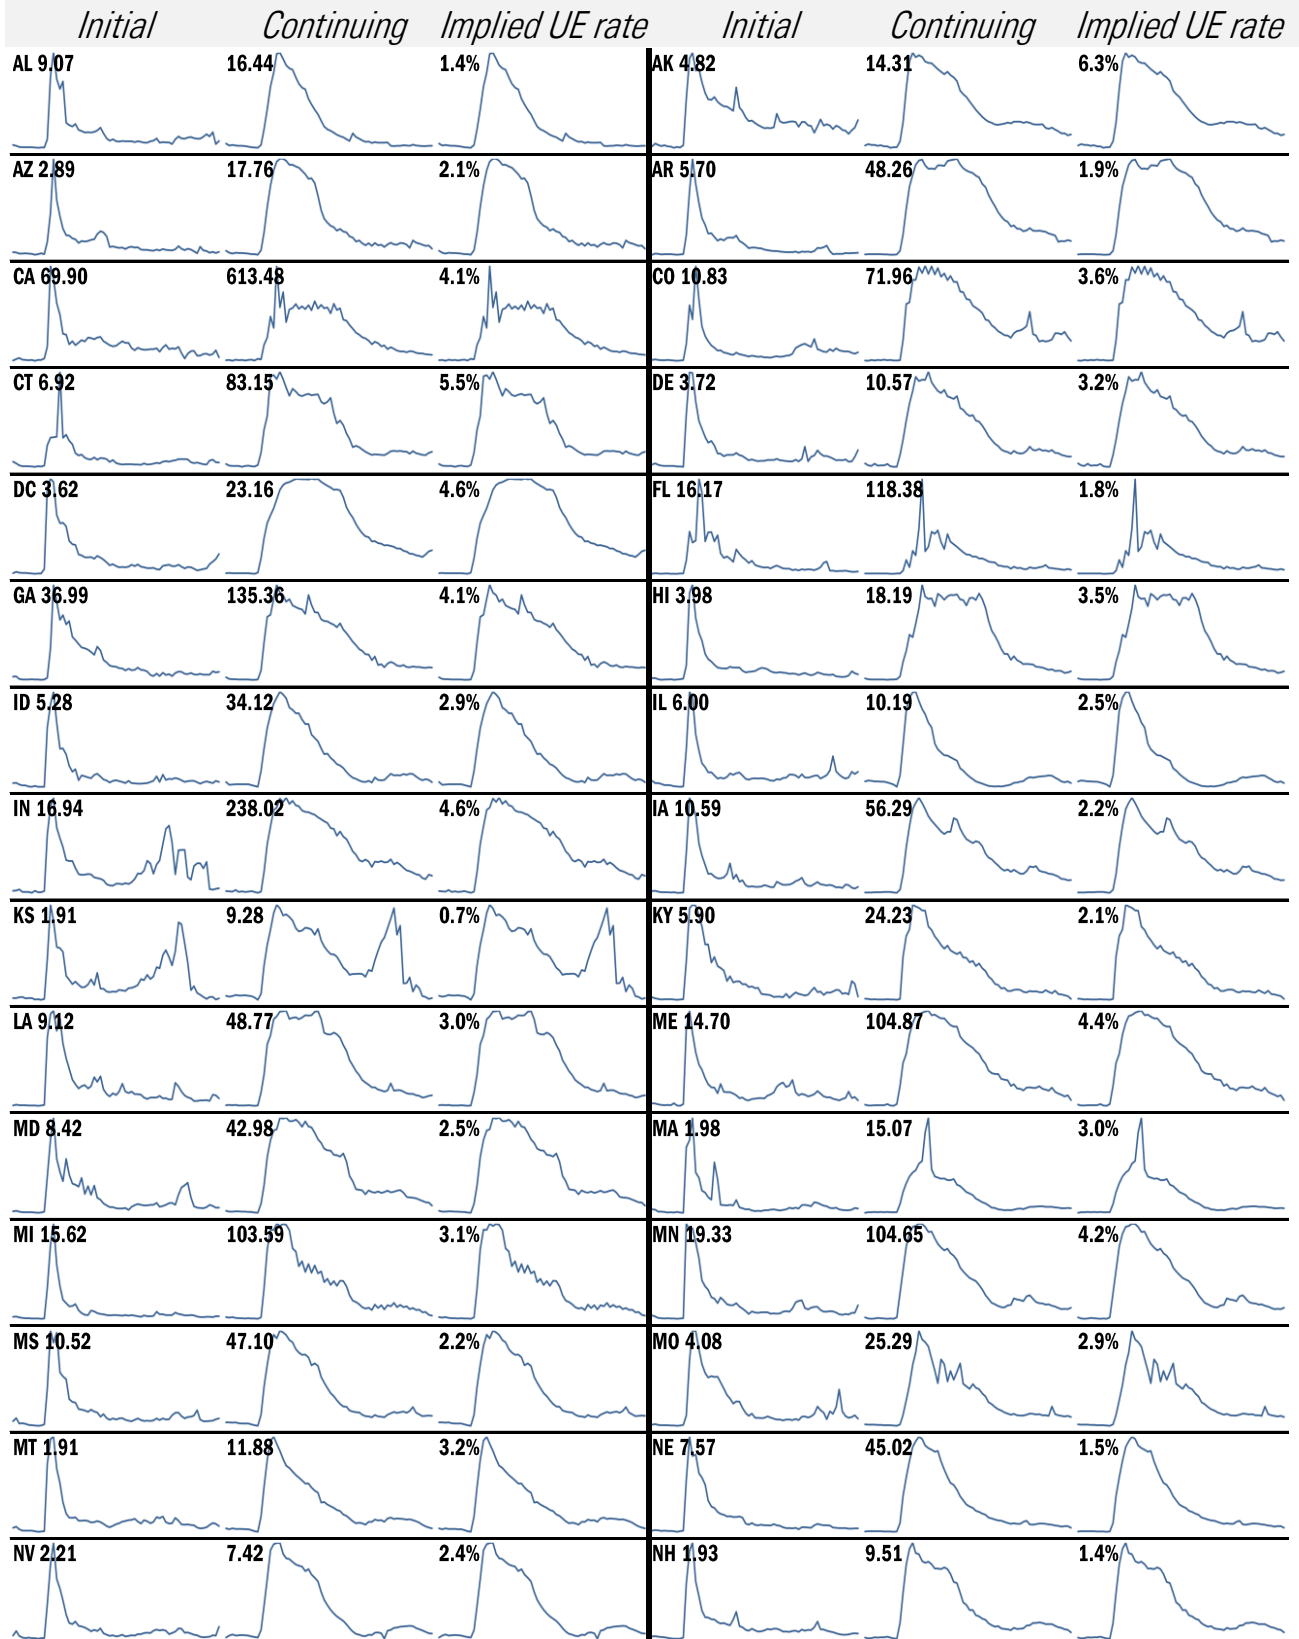 Initial Continuing Implied UE rate Initial Continuing Implied UE rate
AL 9.07 16.44 1.4% AK 4.82 14.31 6.3%
AZ 2.89 17.76 2.1% AR 5.70 48.26 1.9%
CA 69.90 613.48 4.1% CO 10.83 71.96 3.6%
CT 6.92 83.15 5.5% DE 3.72 10.57 3.2%
DC 3.62 23.16 4.6% FL 16.17 118.38 1.8%
GA 36.99 135.36 4.1% HI 3.98 18.19 3.5%
ID 5.28 34.12 2.9% IL 6.00 10.19 2.5%
IN 16.94 238.02 4.6% IA 10.59 56.29 2.2%
KS 1.91 9.28 0.7% KY 5.90 24.23 2.1%
LA 9.12 48.77 3.0% ME 14.70 104.87 4.4%
MD 8.42 42.98 2.5% MA 1.98 15.07 3.0%
MI 15.62 103.59 3.1% MN 19.33 104.65 4.2%
MS 10.52 47.10 2.2% MO 4.08 25.29 2.9%
MT 1.91 11.88 3.2% NE 7.57 45.02 1.5%
NV 2.21 7.42 2.4% NH 1.93 9.51 1.4%